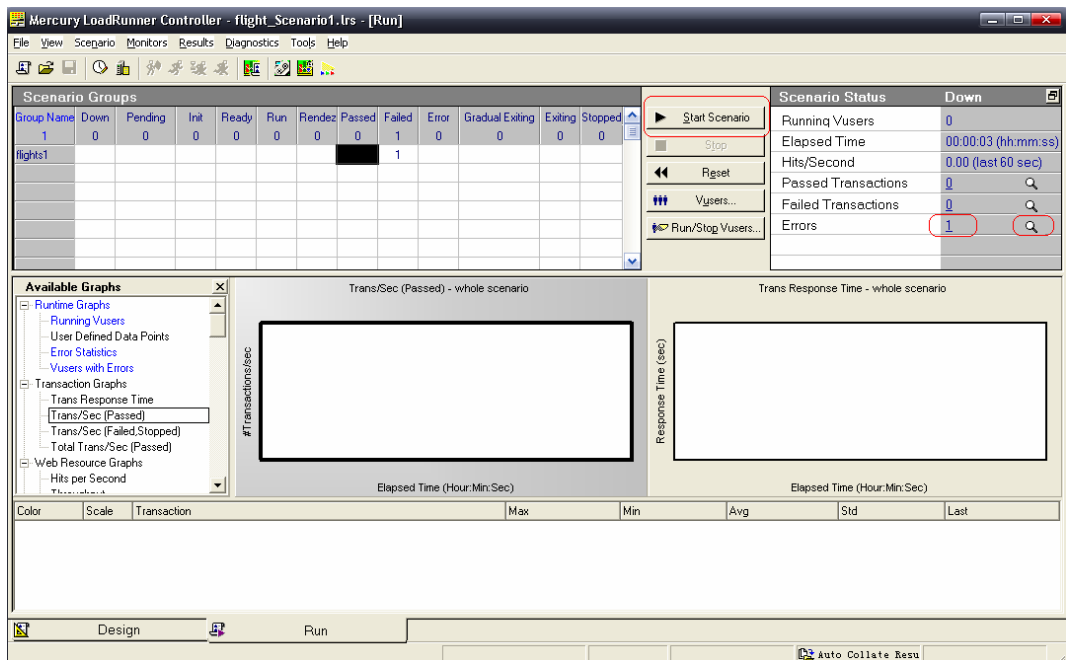 Mercury LoadRunner Controller - flight_Scenario1.lrs - [Run]
File View Scenario Monitors Results Diagnostics Tools Help
Scenario Groups
Group Name Down Pending Init Ready Run Rendez Passed Failed Error Gradual Exiting Exiting Stopped
1 0 0 0 0 0 0 0 1 0 0 0 0
flights1 1
Start Scenario
Stop
Reset
Vusers...
Run/Stop Vusers...
Scenario Status Down
Running Vusers 0
Elapsed Time 00:00:03 (hh:mm:ss)
Hits/Second 0.00 (last 60 sec)
Passed Transactions 0
Failed Transactions 0
Errors 1
Available Graphs
Runtime Graphs
Running Vusers
User Defined Data Points
Error Statistics
Vusers with Errors
Transaction Graphs
Trans Response Time
Trans/Sec (Passed)
Trans/Sec (Failed,Stopped)
Total Trans/Sec (Passed)
Web Resource Graphs
Hits per Second
Trans/Sec (Passed) - whole scenario
#Transactions/sec
Elapsed Time (Hour:Min:Sec)
Trans Response Time - whole scenario
Response Time (sec)
Elapsed Time (Hour:Min:Sec)
Color Scale Transaction Max Min Avg Std Last
Design Run
Auto Collate Resu